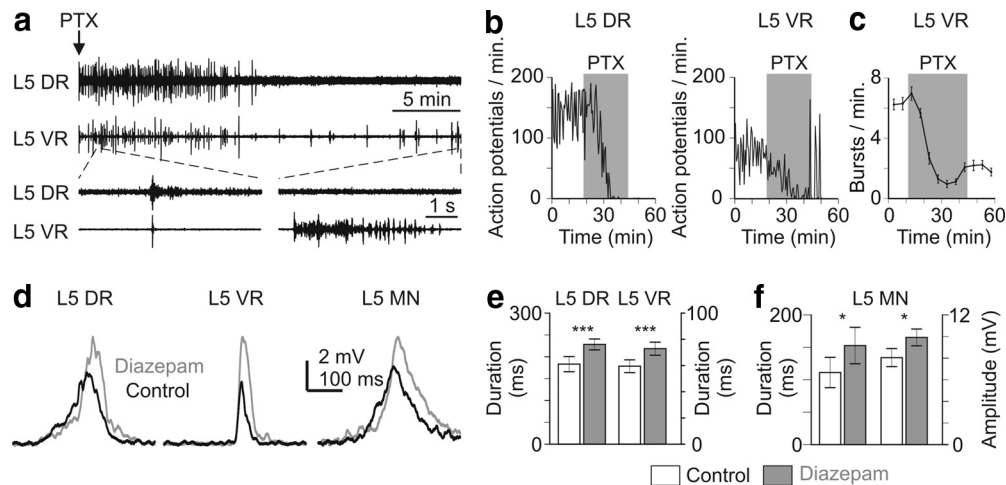 a
PTX
L5 DR
5 min
L5 VR
L5 DR
1 s
L5 VR
b
L5 DR
PTX
Action potentials / min.
200
100
0
0 30 60
Time (min)
L5 VR
PTX
Action potentials / min.
200
100
0
0 30 60
Time (min)
c
L5 VR
PTX
Bursts / min.
8
4
0
0 30 60
Time (min)
d
L5 DR
L5 VR
L5 MN
Diazepam
Control
2 mV
100 ms
e
L5 DR L5 VR
300
100
*** ***
Duration (ms)
Duration (ms)
0
0
f
L5 MN
200
12
* *
Duration (ms)
Amplitude (mV)
0
0
Control Diazepam